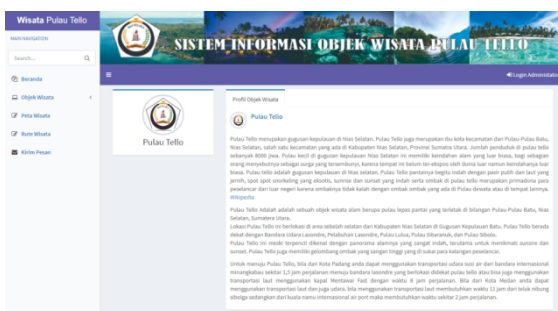 Wisata Pulau Tello
SISTEM INFORMASI OBJEK WISATA PULAU TELLO
MAIN NAVIGATION
Search...
Login Administrator
Beranda
Objek Wisata
Peta Wisata
Rute Wisata
Kirim Pesan
Pulau Tello
Profil Objek Wisata
Pulau Tello
Pulau Tello merupakan gugusan kepulauan di Nias Selatan. Pulau Tello juga merupakan ibu kota kecamatan dari Pulau-Pulau Batu,
Nias Selatan, salah satu kecamatan yang ada di Kabupaten Nias Selatan, Provinsi Sumatra Utara. Jumlah penduduk di pulau tello
sebanyak 8000 jiwa. Pulau kecil di gugusan kepulauan Nias Selatan ini memiliki keindahan alam yang luar biasa, bagi sebagian
orang menyebutnya sebagai surga yang tersembunyi, karena tempat ini belum ter-ekspos oleh dunia luar namun keindahanya luar
biasa. Pulau tello adalah gugusan kepulauan di Nias selatan. Pulau Tello pantainya begitu indah dengan pasir putih dan laut yang
jernih, spot spot snorkeling yang eksotis, sunrise dan sunset yang indah serta ombak di pulau tello merupakan primadona para
peselancar dari luar negeri karena ombaknya tidak kalah dengan ombak ombak yang ada di Pulau dewata atau di tempat lainnya.
Wikipedia
Pulau Tello Adalah adalah sebuah objek wisata alam berupa pulau lepas pantai yang terletak di bilangan Pulau-Pulau Batu, Nias
Selatan, Sumatera Utara.
Lokasi Pulau Tello ini berlokasi di area sebelah selatan dari Kabupaten Nias Selatan di Gugusan Kepulauan Batu. Pulau Tello berada
dekat dengan Bandara Udara Lasondre, Pelabuhan Lasondre, Pulau Lulua, Pulau Sibaranuk, dan Pulau Sibolo.
Pulau Tello ini meski terpencil dikenal dengan panorama alamnya yang sangat indah, terutama untuk menikmati sunrise dan
sunset. Pulau Tello juga memiliki gelombang ombak yang sangan tinggi yang di sukai para kalangan peselancar.
Untuk menuju Pulau Tello, bila dari Kota Padang anda dapat menggunakan transportasi udara susi air dari bandara internasional
minangkabau sekitar 1,5 jam perjalanan menuju bandara lasondre yang berlokasi didekat pulau tello atau bisa juga menggunakan
transportasi laut menggunakan kapal Mentawai Fast dengan waktu 8 jam perjalanan. Bila dari Kota Medan anda dapat
menggunakan transportasi laut dan juga udara. bila menggunakan transportasi laut membutuhkan waktu 11 jam dari teluk nibung
sibolga sedangkan dari kuala namu internasional air port maka membutuhkan waktu sekitar 2 jam perjalanan.